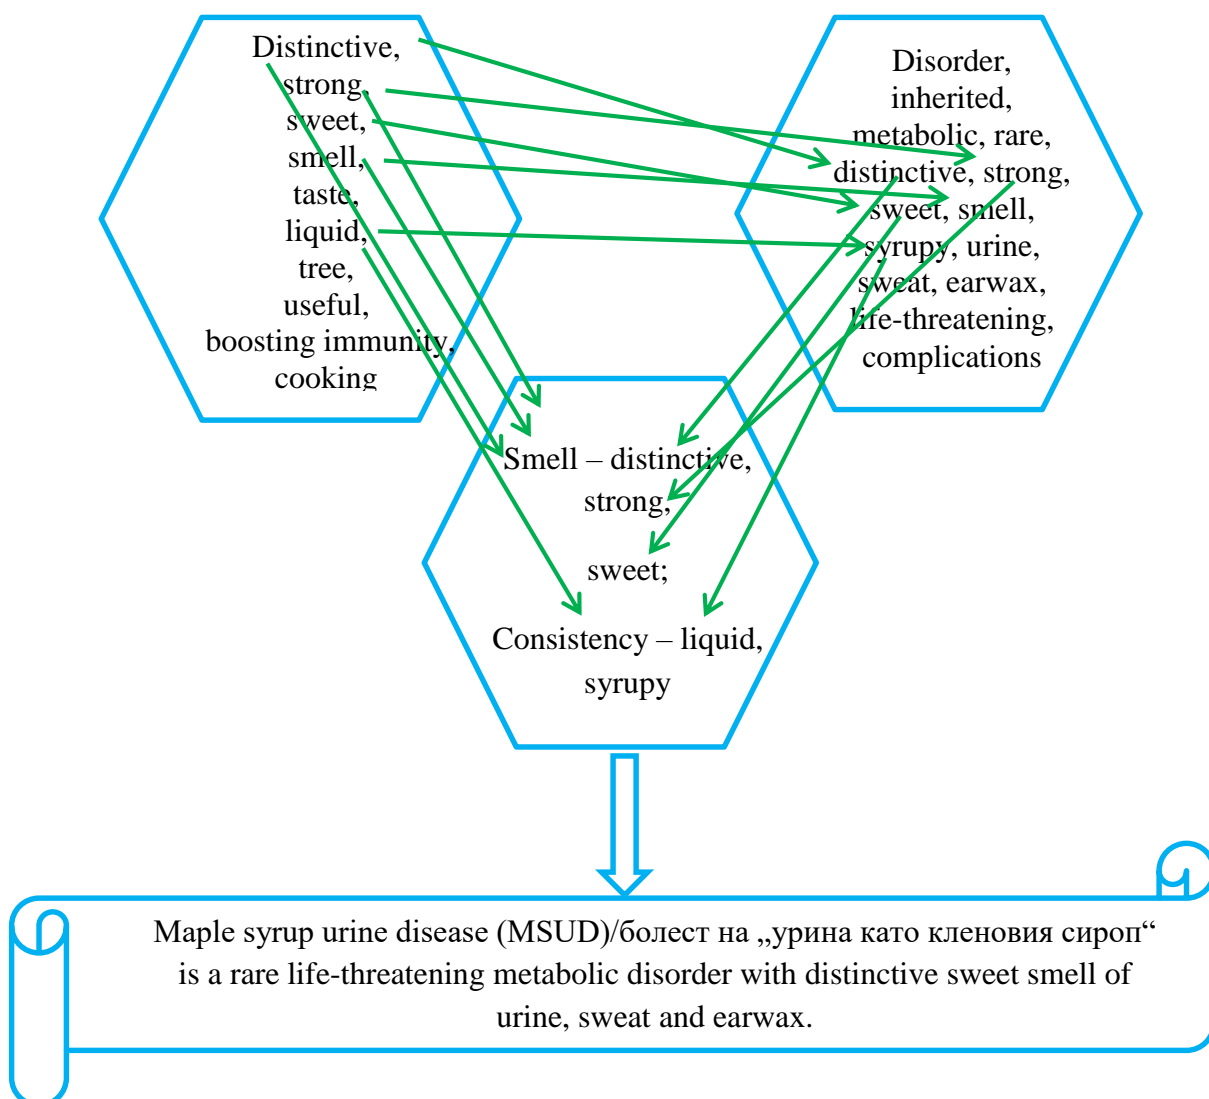 Distinctive,
strong,
sweet,
smell,
taste,
liquid,
tree,
useful,
boosting immunity,
cooking
Disorder,
inherited,
metabolic, rare,
distinctive, strong,
sweet, smell,
syrupy, urine,
sweat, earwax,
life-threatening,
complications
Smell – distinctive,
strong,
sweet;
Consistency – liquid,
syrupy
Maple syrup urine disease (MSUD)/болест на „урина като кленовия сироп“
is a rare life-threatening metabolic disorder with distinctive sweet smell of
urine, sweat and earwax.